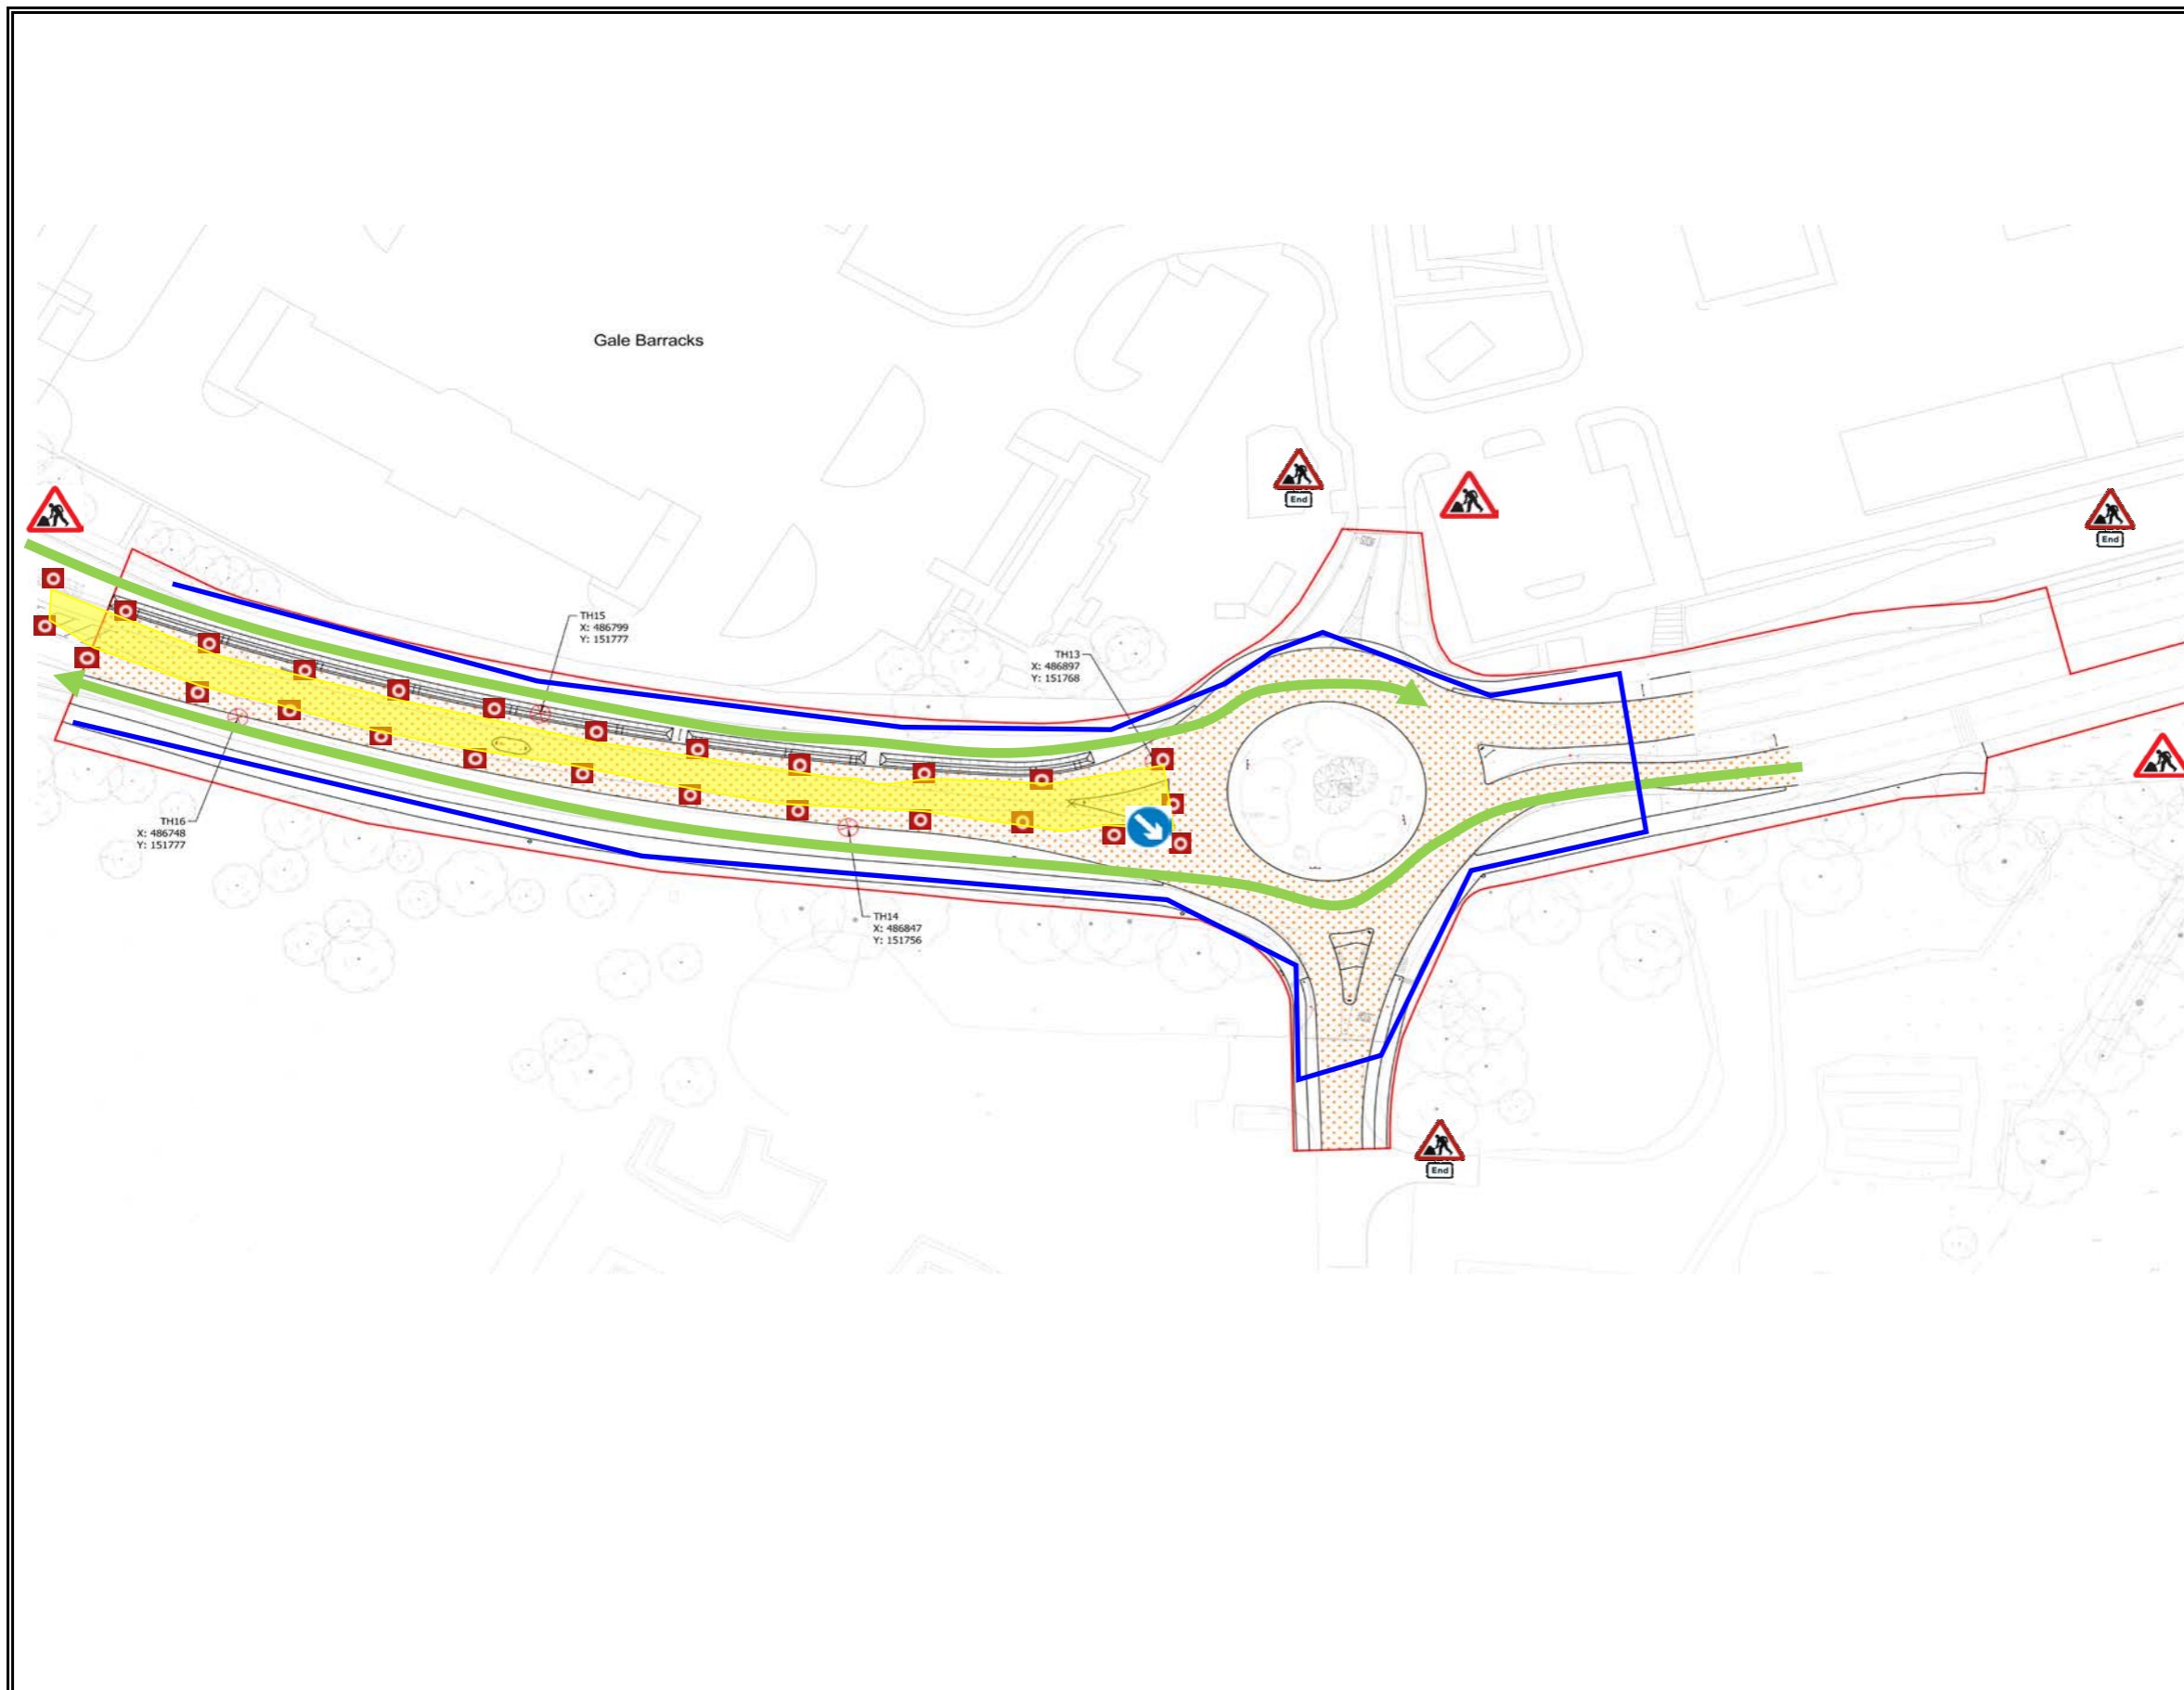 Gale Barracks
End
End
TH15
X: 486799
Y: 151777
TH13
X: 486897
Y: 151768
TH16
X: 486748
Y: 151777
TH14
X: 486847
Y: 151756
End